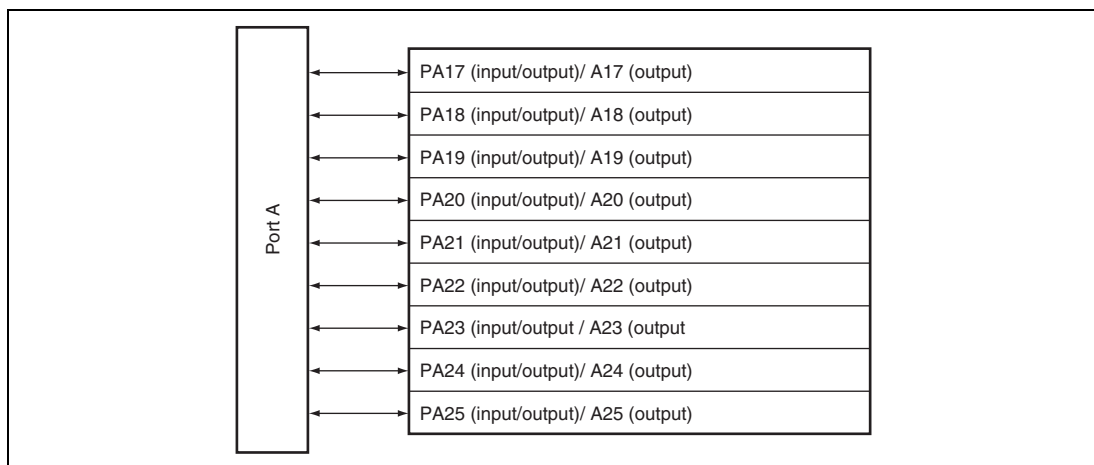 Port A
PA17 (input/output)/ A17 (output)
PA18 (input/output)/ A18 (output)
PA19 (input/output)/ A19 (output)
PA20 (input/output)/ A20 (output)
PA21 (input/output)/ A21 (output)
PA22 (input/output)/ A22 (output)
PA23 (input/output / A23 (output
PA24 (input/output)/ A24 (output)
PA25 (input/output)/ A25 (output)